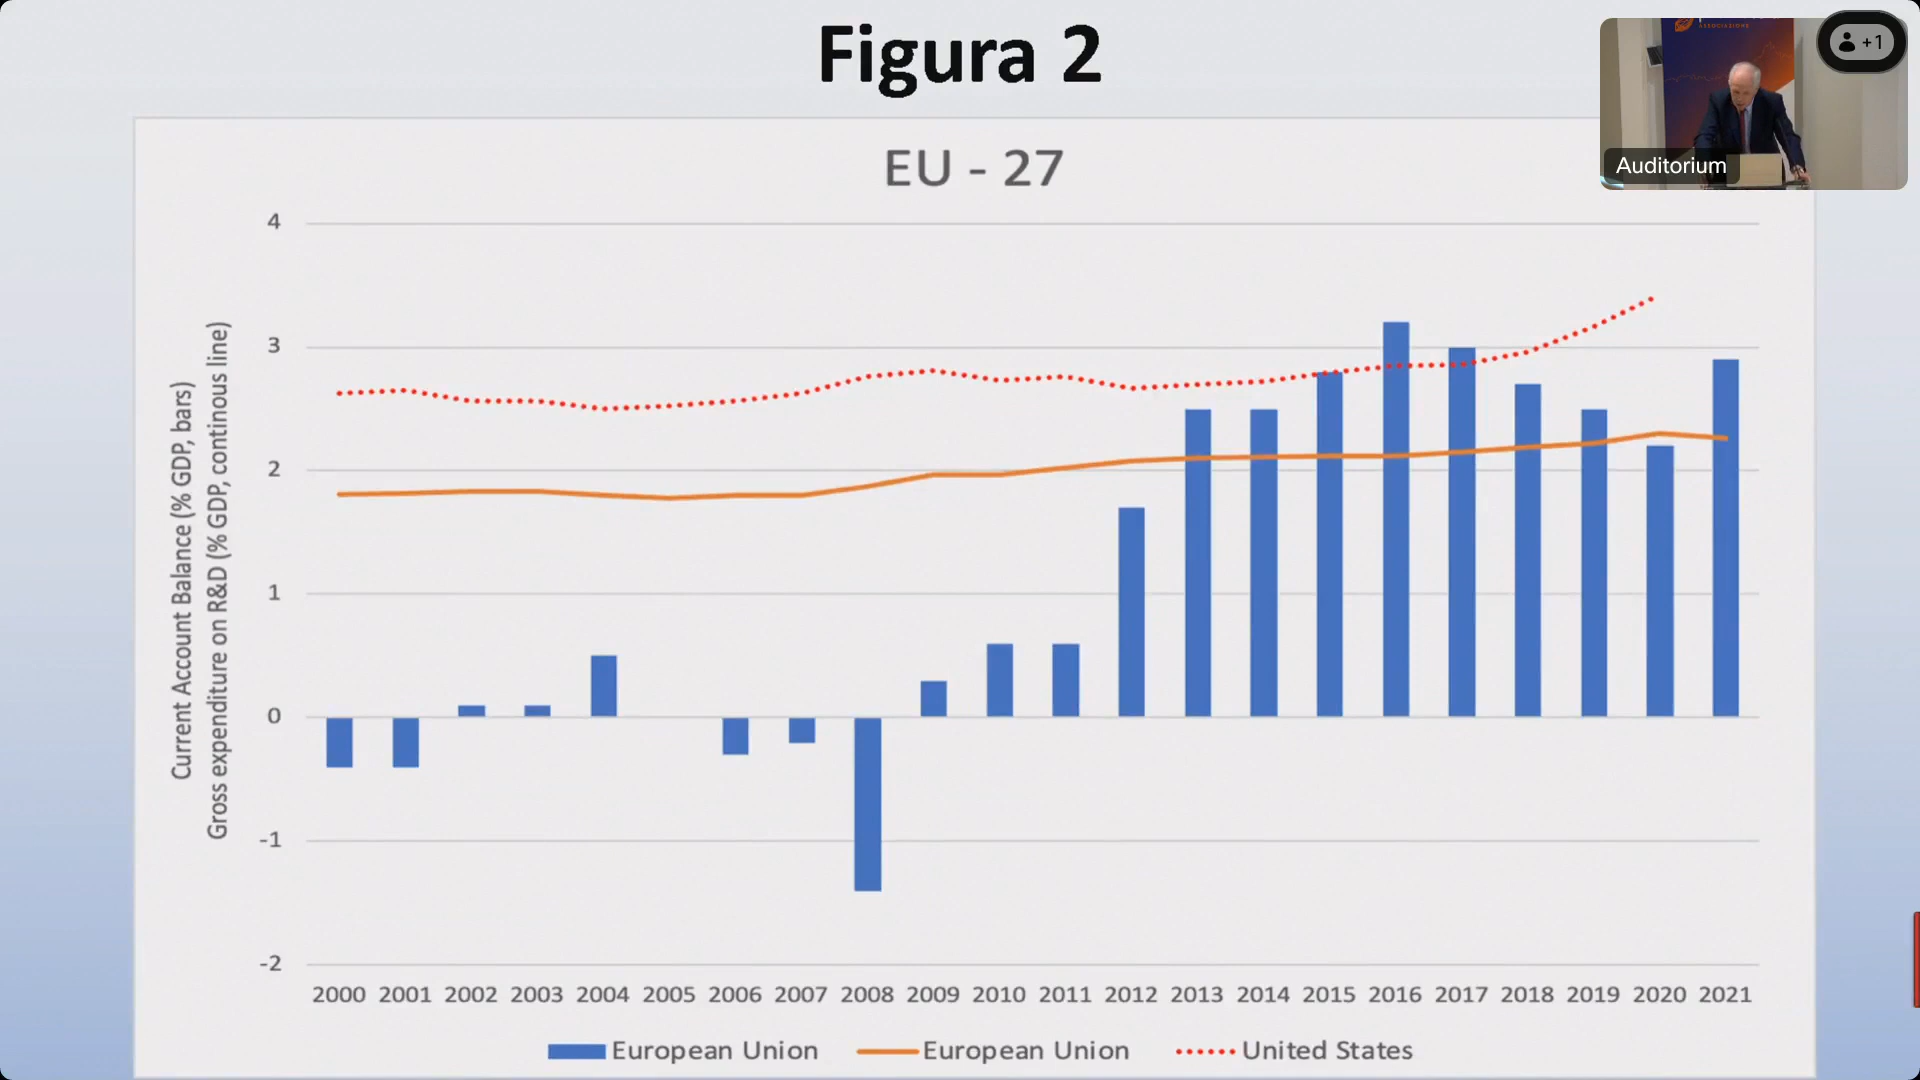 Figura 2
+1
ASSOCIAZIONE
Auditorium
EU - 27
Current Account Balance (% GDP, bars)
Gross expenditure on R&D (% GDP, continous line)
4
3
2
1
0
-1
-2
2000 2001 2002 2003 2004 2005 2006 2007 2008 2009 2010 2011 2012 2013 2014 2015 2016 2017 2018 2019 2020 2021
European Union European Union United States